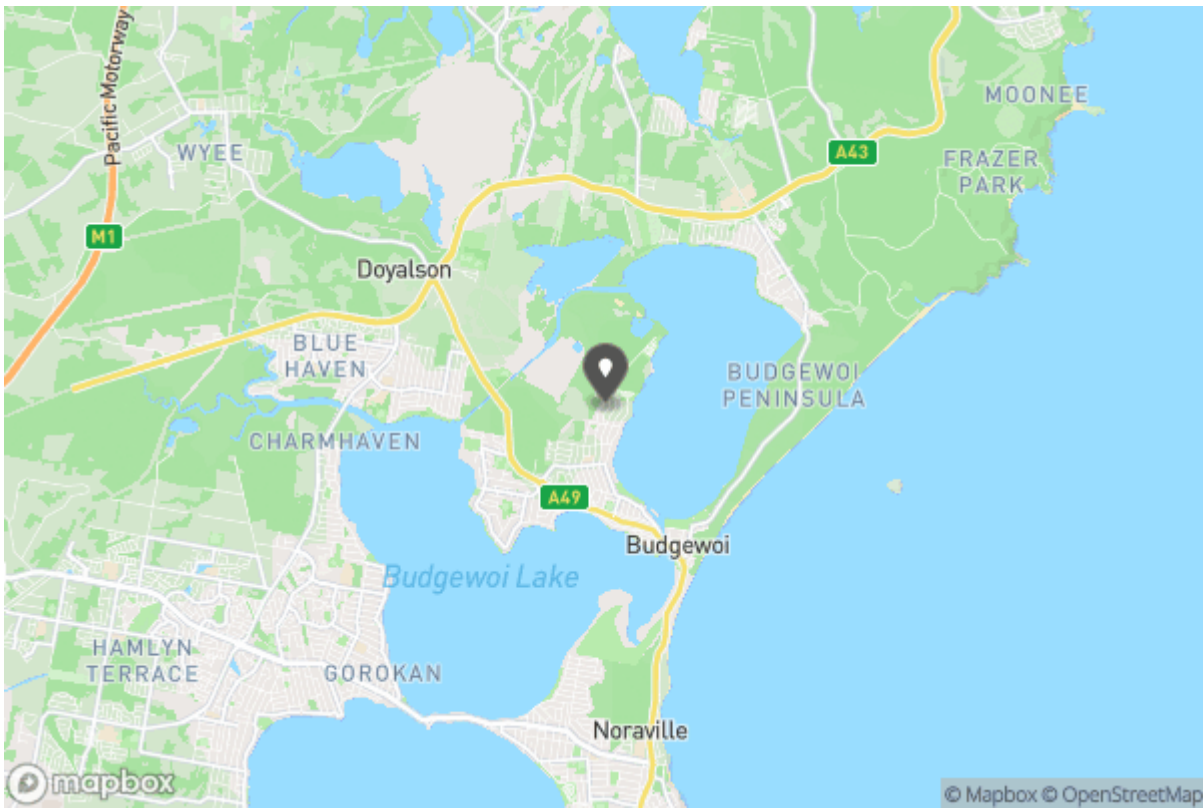 Pacific Motorway
MOONEE
A43
WYEE
FRAZER
PARK
M1
Doyalson
BLUE
HAVEN
BUDGEWOI
PENINSULA
CHARMHAVEN
A49
Budgewoi
Budgewoi Lake
HAMLYN
TERRACE
GOROKAN
Noraville
mapbox
© Mapbox © OpenStreetMap